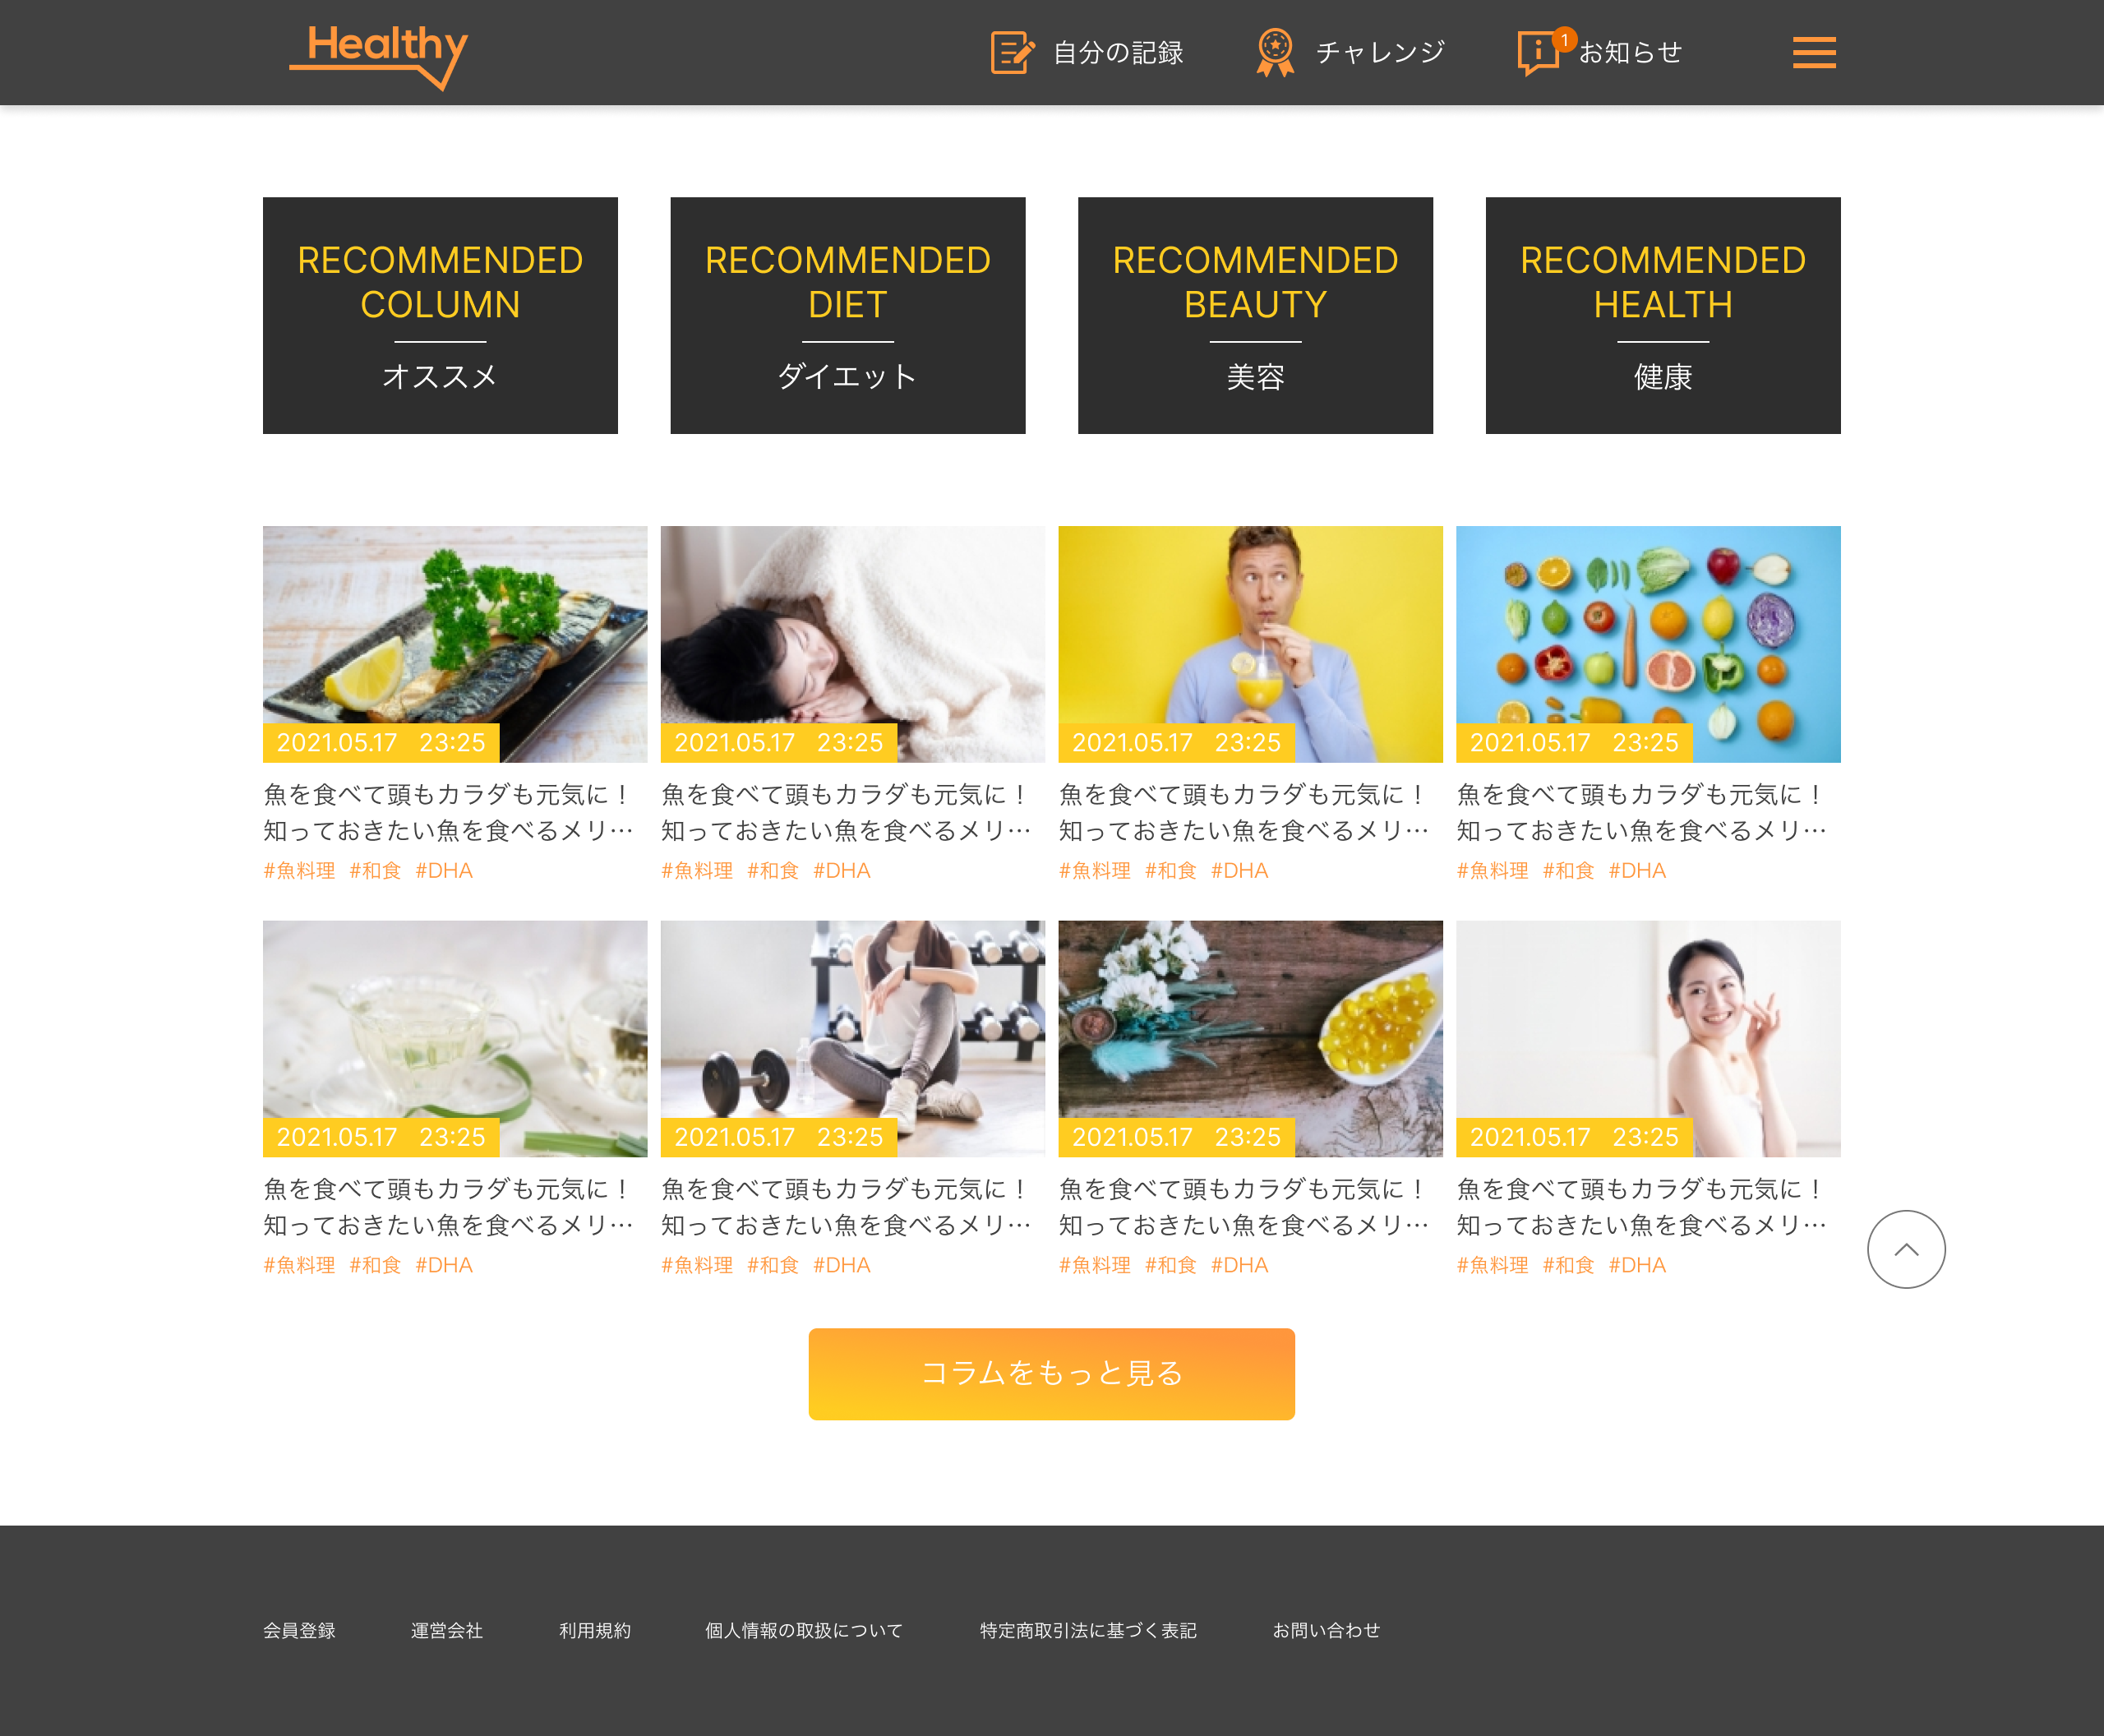 Healthy
自分の記録
チャレンジ
1
お知らせ
RECOMMENDED
COLUMN
オススメ
RECOMMENDED
DIET
ダイエット
RECOMMENDED
BEAUTY
美容
RECOMMENDED
HEALTH
健康
2021.05.17 23:25
魚を食べて頭もカラダも元気に！
知っておきたい魚を食べるメリ…
#魚料理 #和食 #DHA
2021.05.17 23:25
魚を食べて頭もカラダも元気に！
知っておきたい魚を食べるメリ…
#魚料理 #和食 #DHA
2021.05.17 23:25
魚を食べて頭もカラダも元気に！
知っておきたい魚を食べるメリ…
#魚料理 #和食 #DHA
2021.05.17 23:25
魚を食べて頭もカラダも元気に！
知っておきたい魚を食べるメリ…
#魚料理 #和食 #DHA
2021.05.17 23:25
魚を食べて頭もカラダも元気に！
知っておきたい魚を食べるメリ…
#魚料理 #和食 #DHA
2021.05.17 23:25
魚を食べて頭もカラダも元気に！
知っておきたい魚を食べるメリ…
#魚料理 #和食 #DHA
2021.05.17 23:25
魚を食べて頭もカラダも元気に！
知っておきたい魚を食べるメリ…
#魚料理 #和食 #DHA
2021.05.17 23:25
魚を食べて頭もカラダも元気に！
知っておきたい魚を食べるメリ…
#魚料理 #和食 #DHA
コラムをもっと見る
会員登録
運営会社
利用規約
個人情報の取扱について
特定商取引法に基づく表記
お問い合わせ